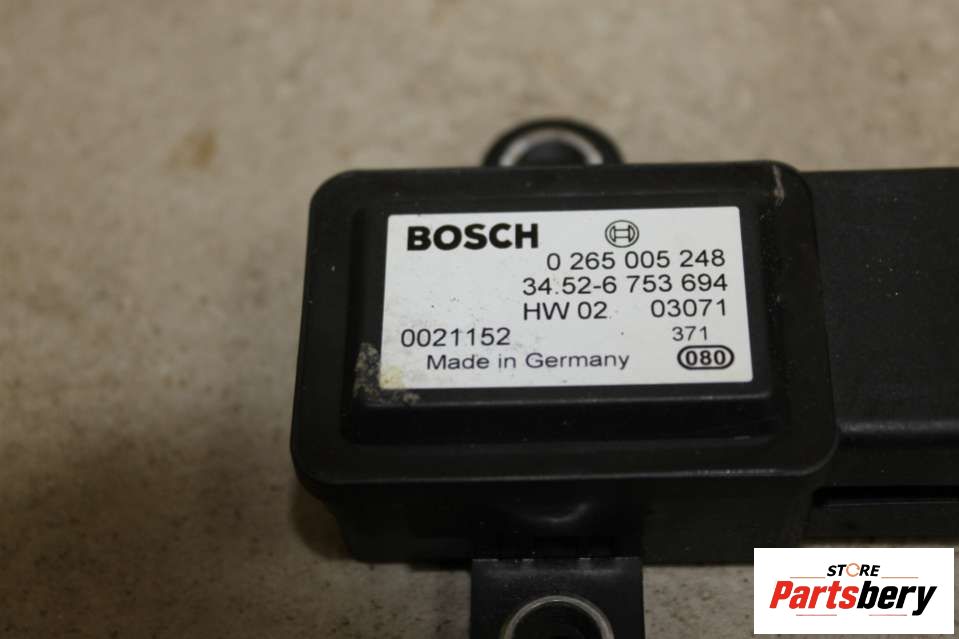 BOSCH
0 265 005 248
34.52-6 753 694
HW 02 03071
0021152 371
Made in Germany 080
STORE
Partsbery